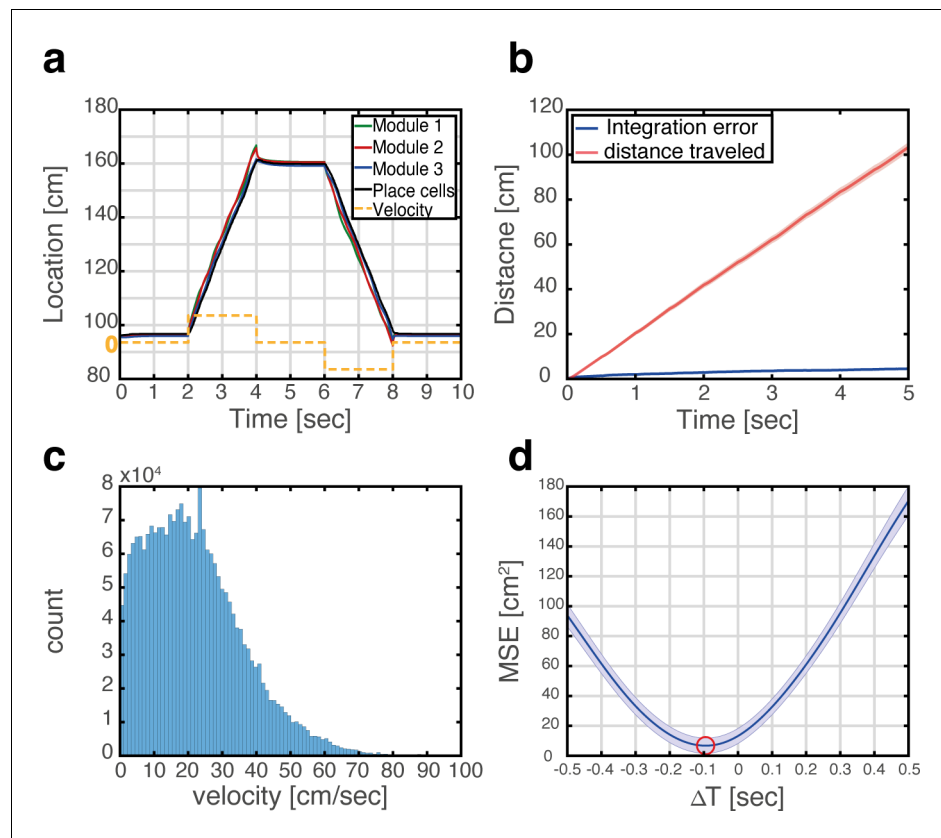 a
180
160
140
120
100
0
80
Location [cm]
Module 1
Module 2
Module 3
Place cells
Velocity
0 1 2 3 4 5 6 7 8 9 10
Time [sec]
b
120
100
80
60
40
20
0
Distacne [cm]
Integration error
distance traveled
0 1 2 3 4 5
Time [sec]
c
8 x10⁴
7
6
5
4
3
2
1
0
count
0 10 20 30 40 50 60 70 80 90 100
velocity [cm/sec]
d
180
160
140
120
100
80
60
40
20
0
MSE [cm²]
-0.5 -0.4 -0.3 -0.2 -0.1 0 0.1 0.2 0.3 0.4 0.5
ΔT [sec]